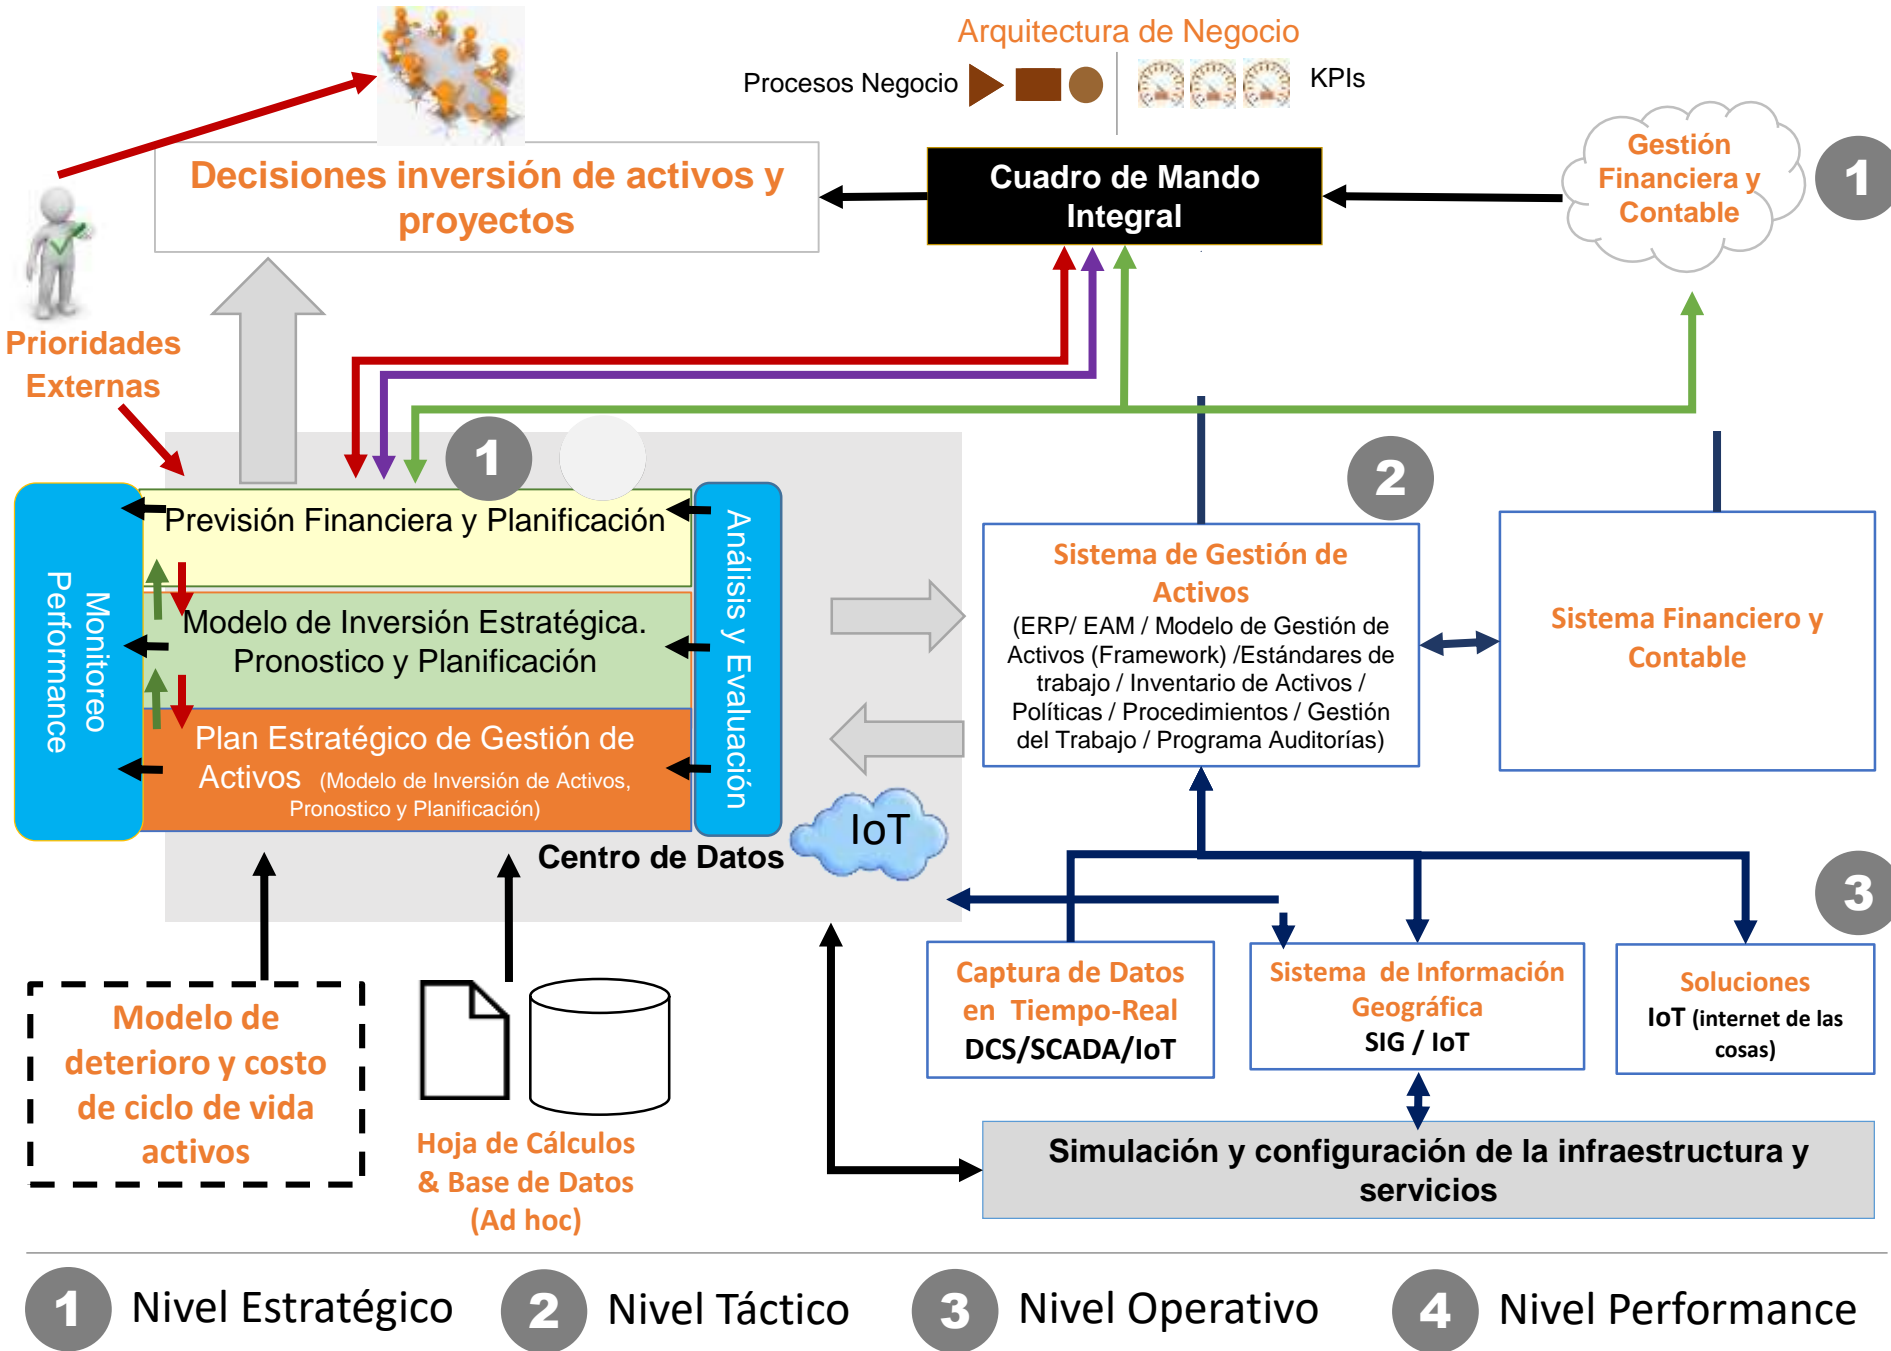 Arquitectura de Negocio
Procesos Negocio
KPIs
Decisiones inversión de activos y
proyectos
Cuadro de Mando
Integral
Gestión
Financiera y
Contable
1
Prioridades
Externas
1
2
Previsión Financiera y Planificación
Modelo de Inversión Estratégica.
Pronostico y Planificación
Plan Estratégico de Gestión de
Activos (Modelo de Inversión de Activos,
Pronostico y Planificación)
Monitoreo
Performance
Análisis y Evaluación
Centro de Datos
IoT
Sistema de Gestión de
Activos
(ERP/ EAM / Modelo de Gestión de
Activos (Framework) /Estándares de
trabajo / Inventario de Activos /
Políticas / Procedimientos / Gestión
del Trabajo / Programa Auditorías)
Sistema Financiero y
Contable
3
Captura de Datos
en Tiempo-Real
DCS/SCADA/IoT
Sistema de Información
Geográfica
SIG / IoT
Soluciones
IoT (internet de las
cosas)
Modelo de
deterioro y costo
de ciclo de vida
activos
Hoja de Cálculos
& Base de Datos
(Ad hoc)
Simulación y configuración de la infraestructura y
servicios
1 Nivel Estratégico
2 Nivel Táctico
3 Nivel Operativo
4 Nivel Performance